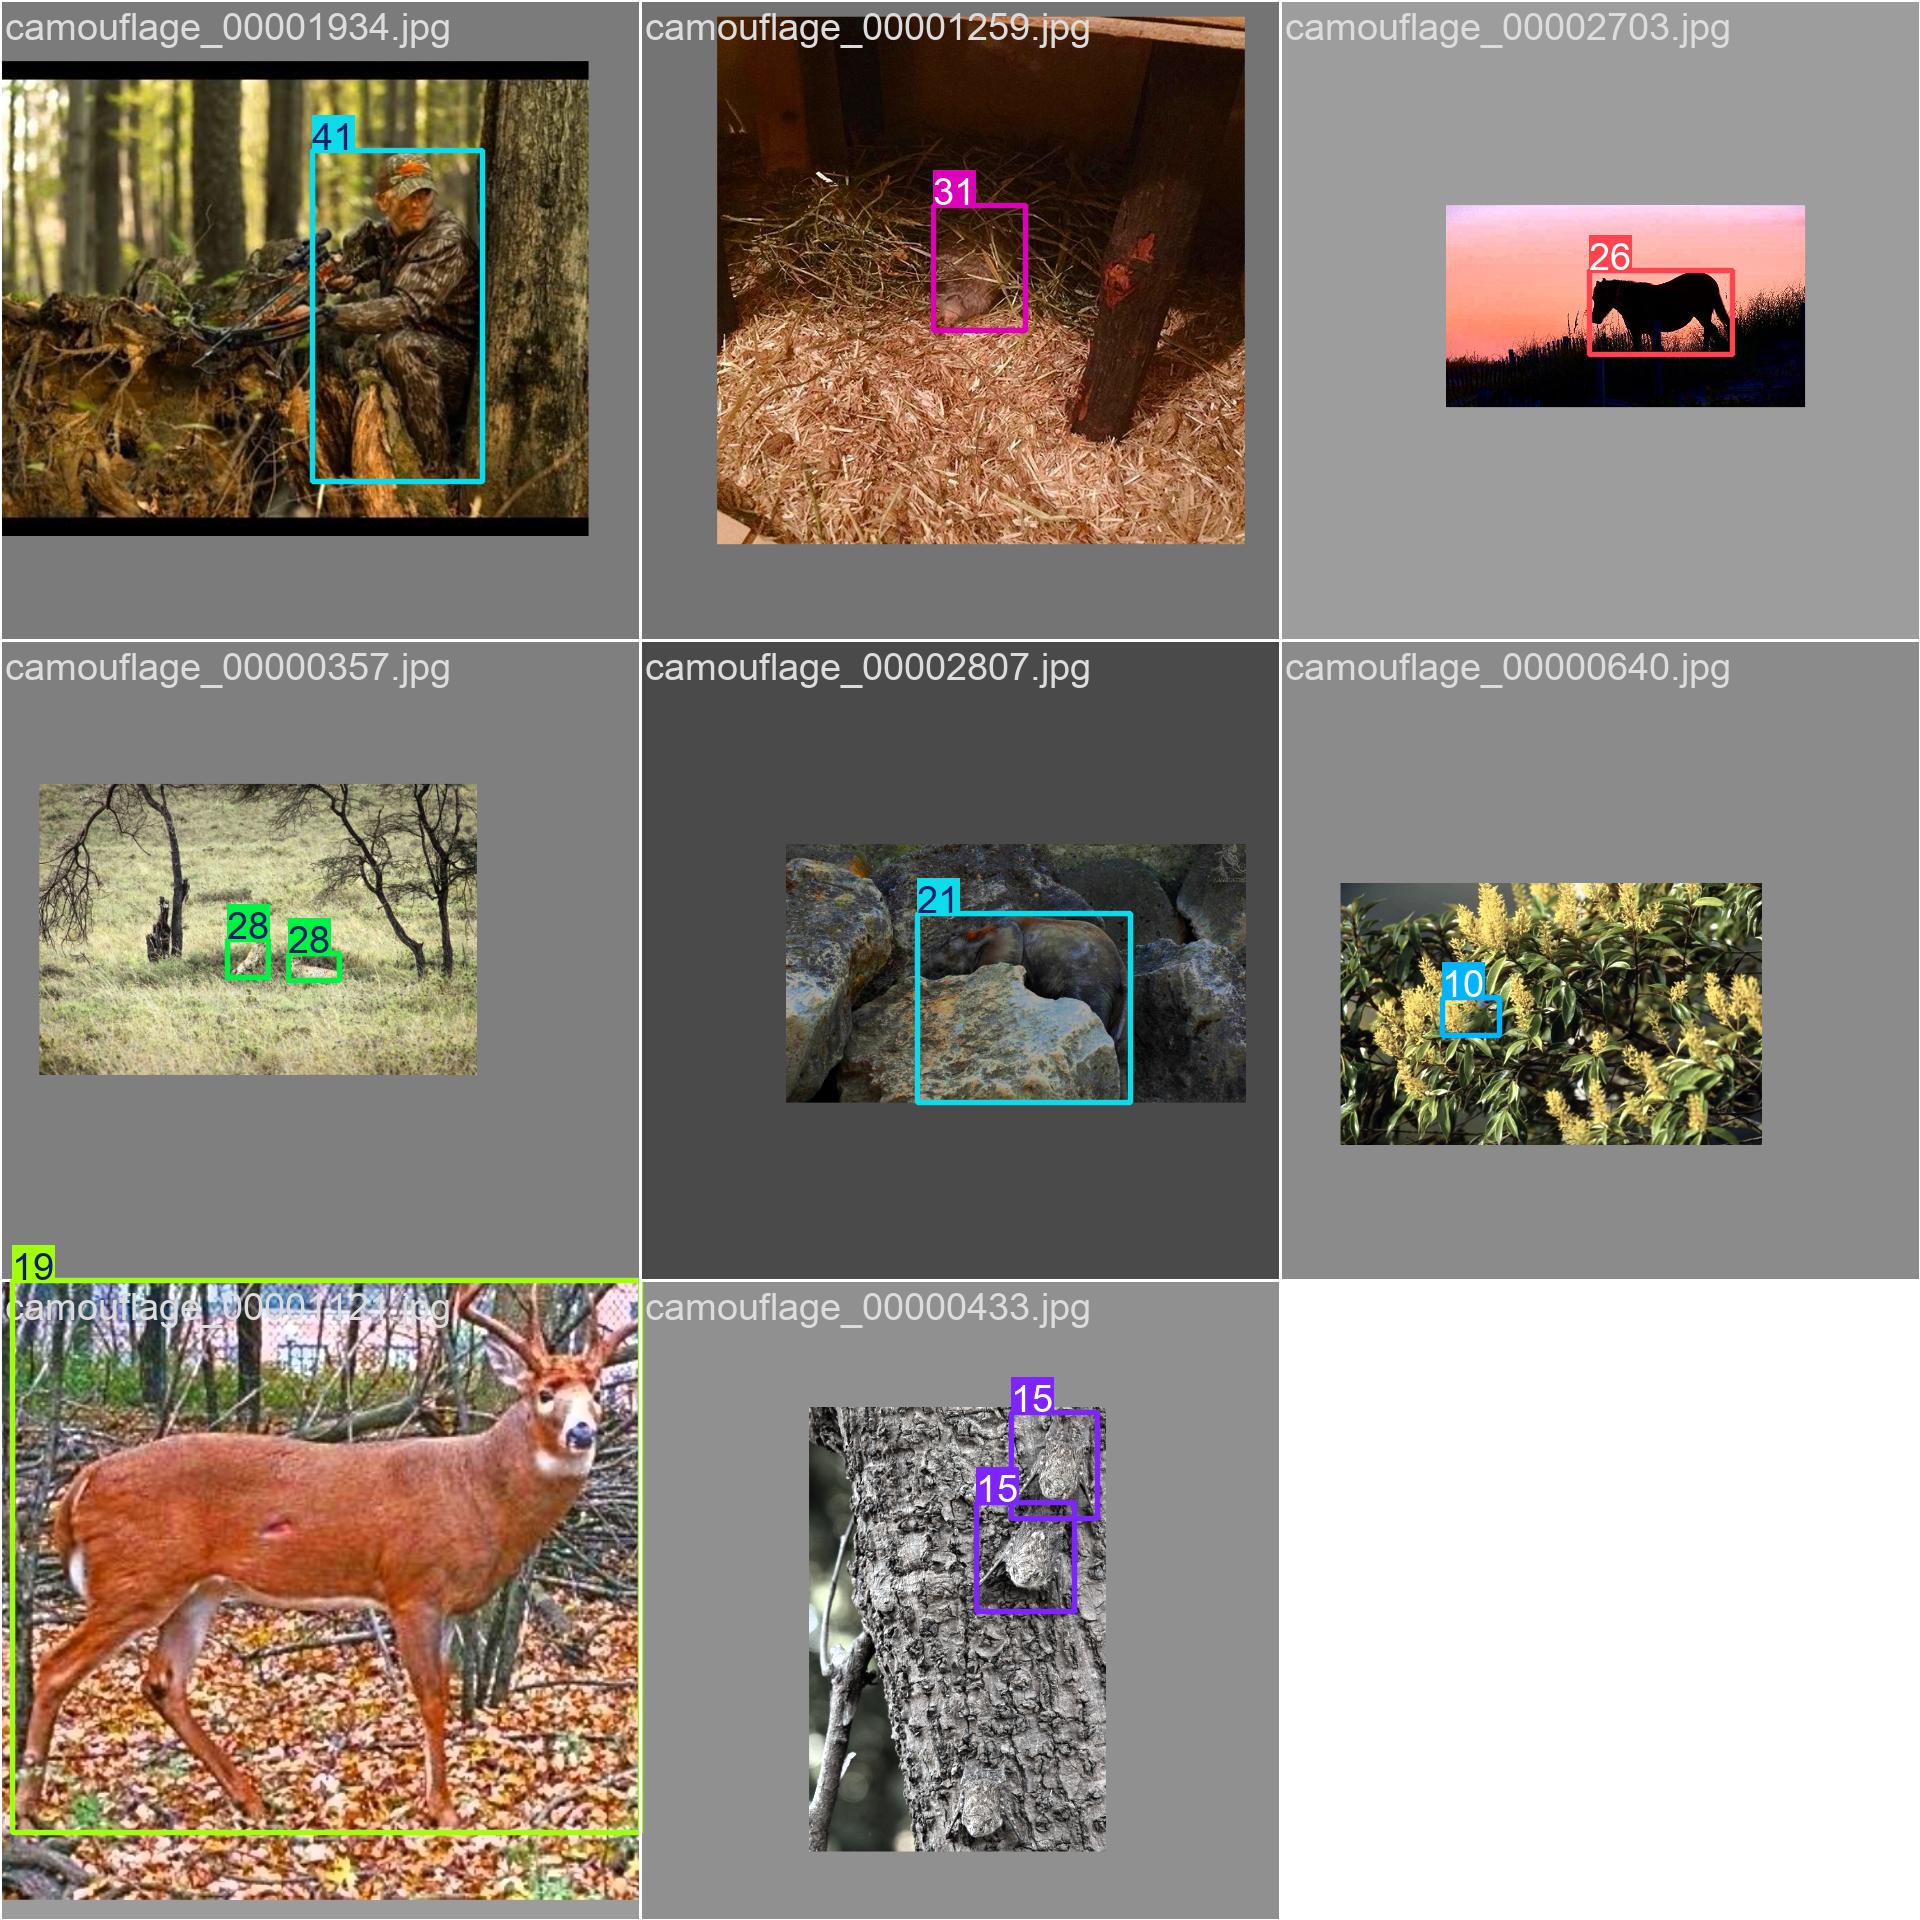 camouflage_00001934.jpg
41
camouflage_00001259.jpg
31
camouflage_00002703.jpg
26
camouflage_00000357.jpg
28
28
camouflage_00002807.jpg
21
camouflage_00000640.jpg
10
19
camouflage_00001121.jpg
camouflage_00000433.jpg
15
15